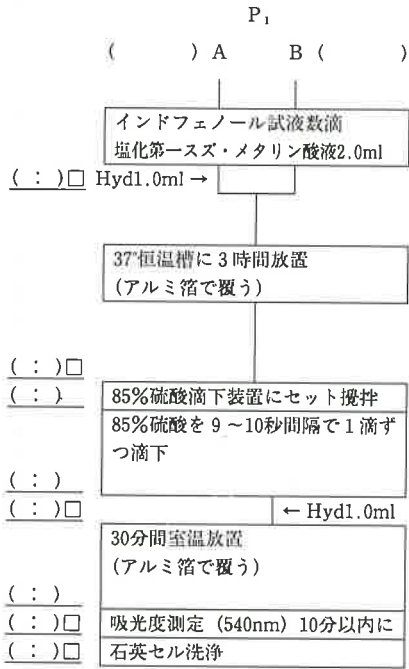 P₁
(　　) A　B (　　)
インドフェノール試液数滴
塩化第一スズ・メタリン酸液2.0ml
( : )□ Hyd1.0ml →
37°恒温槽に3時間放置
(アルミ箔で覆う)
( : )□
( : ) 85%硫酸滴下装置にセット攪拌
85%硫酸を9～10秒間隔で1滴ず
つ滴下
( : )
( : )□ ← Hyd1.0ml
30分間室温放置
(アルミ箔で覆う)
( : )
( : )□ 吸光度測定 (540nm) 10分以内に
( : )□ 石英セル洗浄